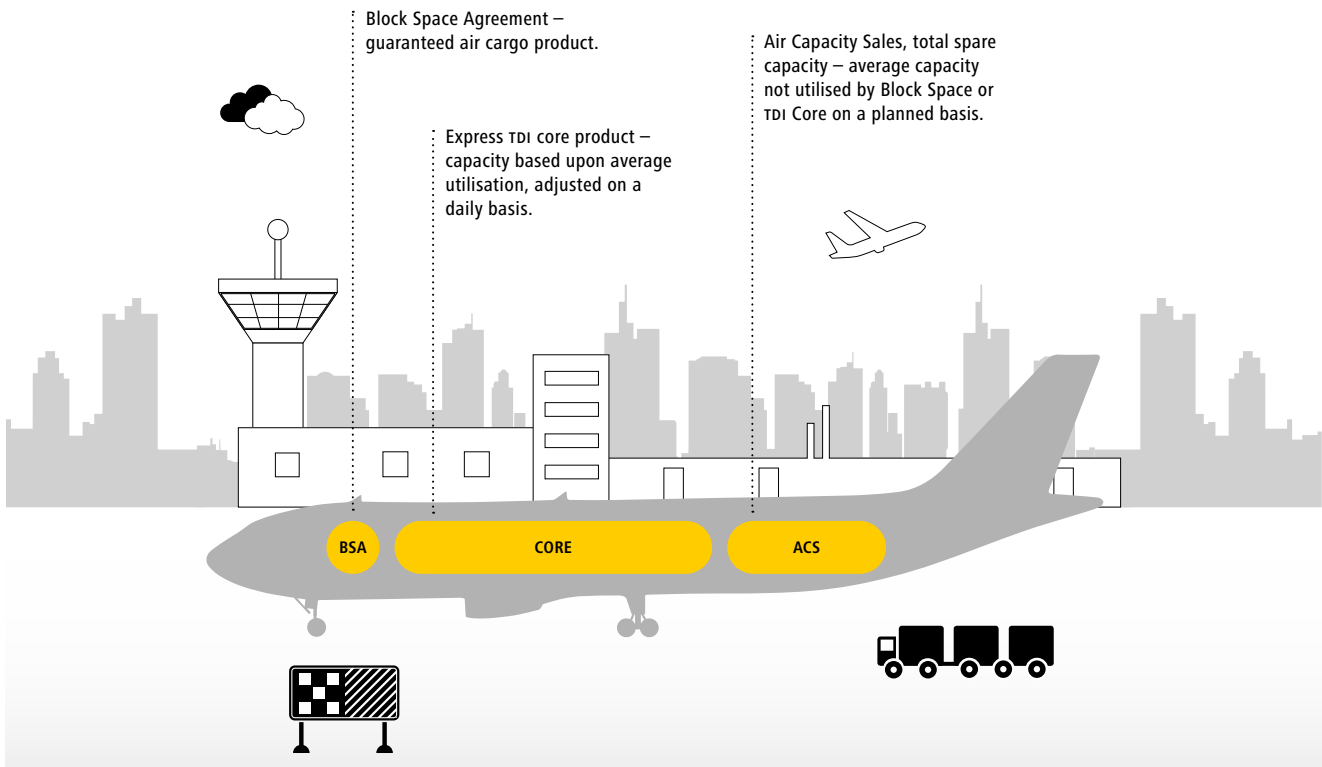 Block Space Agreement –
guaranteed air cargo product.
Express TDI core product –
capacity based upon average
utilisation, adjusted on a
daily basis.
Air Capacity Sales, total spare
capacity – average capacity
not utilised by Block Space or
TDI Core on a planned basis.
BSA
CORE
ACS